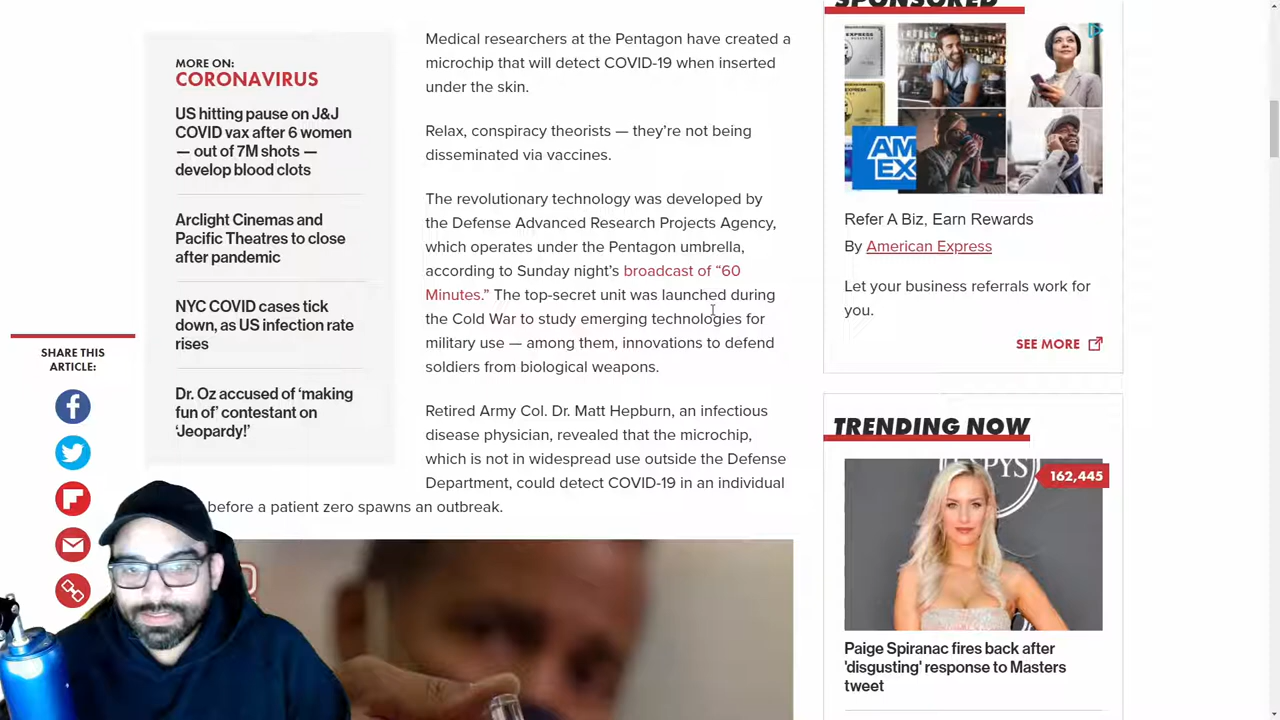 MORE ON:
CORONAVIRUS
US hitting pause on J&J
COVID vax after 6 women
— out of 7M shots —
develop blood clots
Arclight Cinemas and
Pacific Theatres to close
after pandemic
NYC COVID cases tick
down, as US infection rate
rises
Dr. Oz accused of ‘making
fun of’ contestant on
‘Jeopardy!’
SHARE THIS
ARTICLE:
Medical researchers at the Pentagon have created a
microchip that will detect COVID-19 when inserted
under the skin.
Relax, conspiracy theorists — they’re not being
disseminated via vaccines.
The revolutionary technology was developed by
the Defense Advanced Research Projects Agency,
which operates under the Pentagon umbrella,
according to Sunday night’s broadcast of “60
Minutes.” The top-secret unit was launched during
the Cold War to study emerging technologies for
military use — among them, innovations to defend
soldiers from biological weapons.
Retired Army Col. Dr. Matt Hepburn, an infectious
disease physician, revealed that the microchip,
which is not in widespread use outside the Defense
Department, could detect COVID-19 in an individual
before a patient zero spawns an outbreak.
SPONSORED
EXPRESS
AM
EX
Refer A Biz, Earn Rewards
By American Express
Let your business referrals work for
you.
SEE MORE
TRENDING NOW
162,445
Paige Spiranac fires back after
'disgusting' response to Masters
tweet